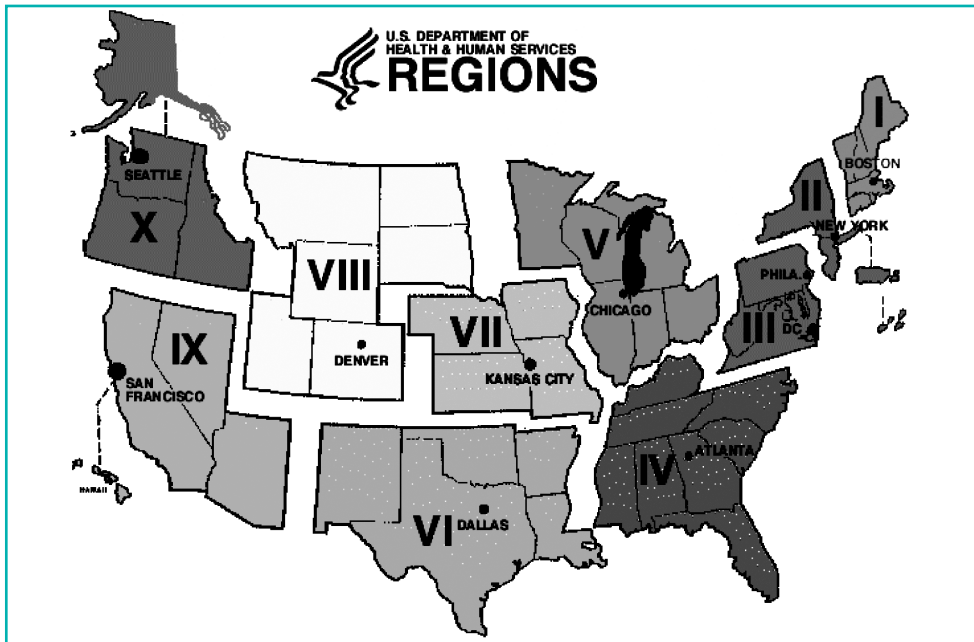 U.S. DEPARTMENT OF
HEALTH & HUMAN SERVICES
REGIONS
I
BOSTON
II
NEW YORK
SEATTLE
X
V
VIII
PHILA.
III
DC
CHICAGO
VII
IX
DENVER
KANSAS CITY
SAN
FRANCISCO
IV
ATLANTA
HAWAII
VI
DALLAS